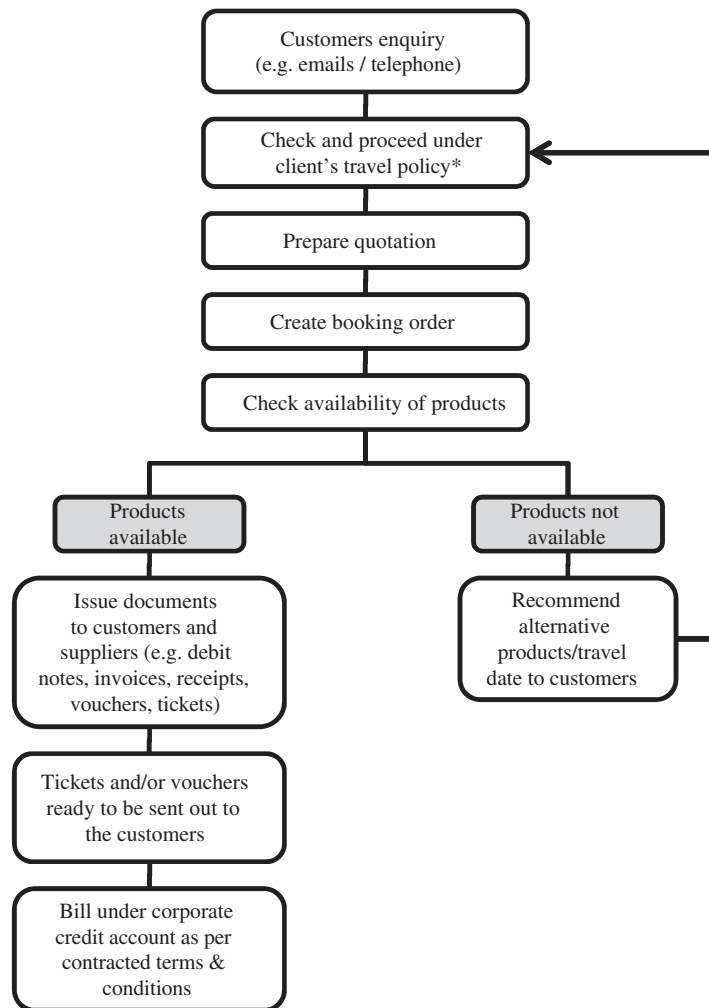 Customers enquiry
(e.g. emails / telephone)
Check and proceed under
client’s travel policy*
Prepare quotation
Create booking order
Check availability of products
Products
available
Products not
available
Issue documents
to customers and
suppliers (e.g. debit
notes, invoices, receipts,
vouchers, tickets)
Recommend
alternative
products/travel
date to customers
Tickets and/or vouchers
ready to be sent out to
the customers
Bill under corporate
credit account as per
contracted terms &
conditions